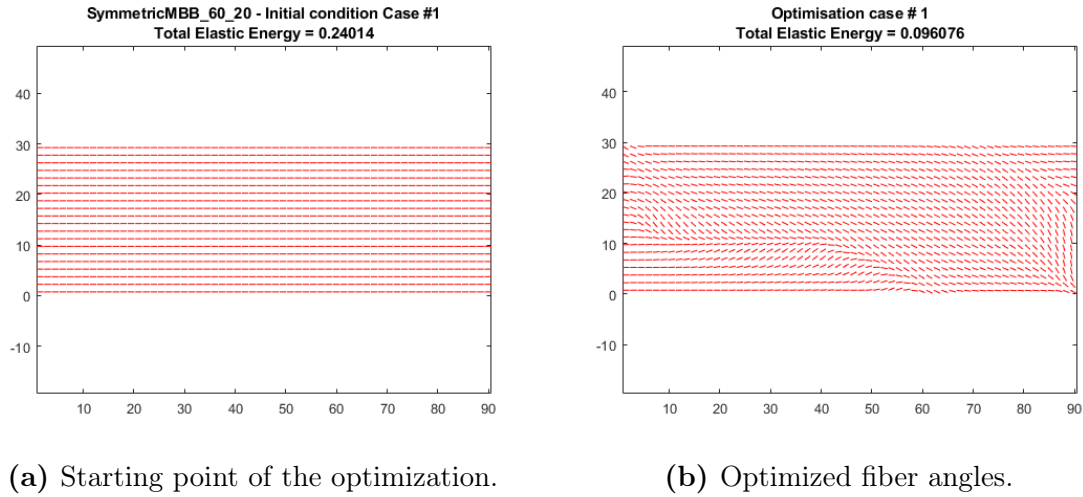 SymmetricMBB_60_20 - Initial condition Case #1
Total Elastic Energy = 0.24014
40
30
20
10
0
-10
10 20 30 40 50 60 70 80 90
(a) Starting point of the optimization.
Optimisation case # 1
Total Elastic Energy = 0.096076
40
30
20
10
0
-10
10 20 30 40 50 60 70 80 90
(b) Optimized fiber angles.